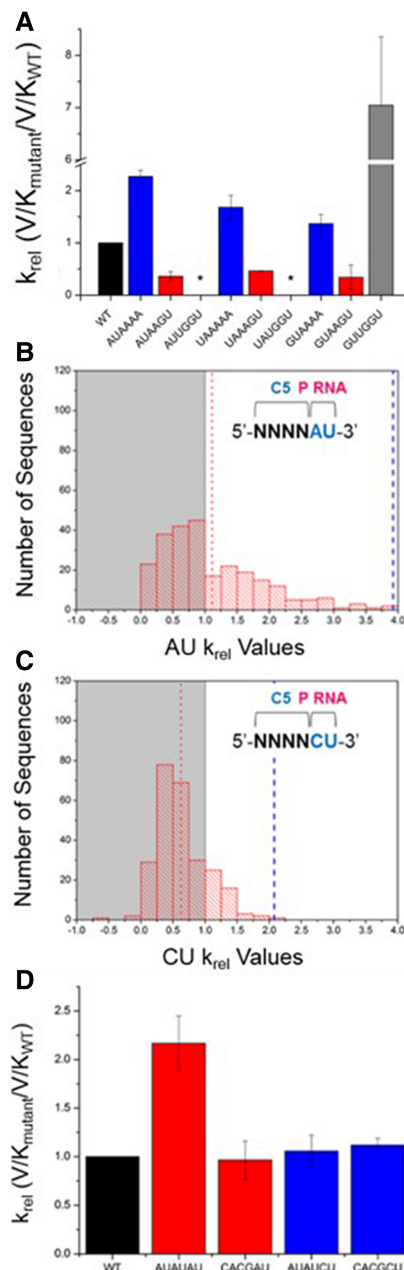 A
k_rel (V/K_mutant/V/K_WT)
8
7
6
2
1
0
* *
WT AUAAAA AUAAGU AUUGGU UAAAAA UAAAGU UAUGGU GUAAAA GUAAGU GUUGGU
B
Number of Sequences
120
100
80
60
40
20
0
C5 P RNA
5'-NNNNAU-3'
-1.0 -0.5 0.0 0.5 1.0 1.5 2.0 2.5 3.0 3.5 4.0
AU k_rel Values
C
Number of Sequences
120
100
80
60
40
20
0
C5 P RNA
5'-NNNNCU-3'
-1.0 -0.5 0.0 0.5 1.0 1.5 2.0 2.5 3.0 3.5 4.0
CU k_rel Values
D
k_rel (V/K_mutant/V/K_WT)
2.5
2.0
1.5
1.0
0.5
0.0
WT AUAUAU CACGAU AUAUCU CACGCU